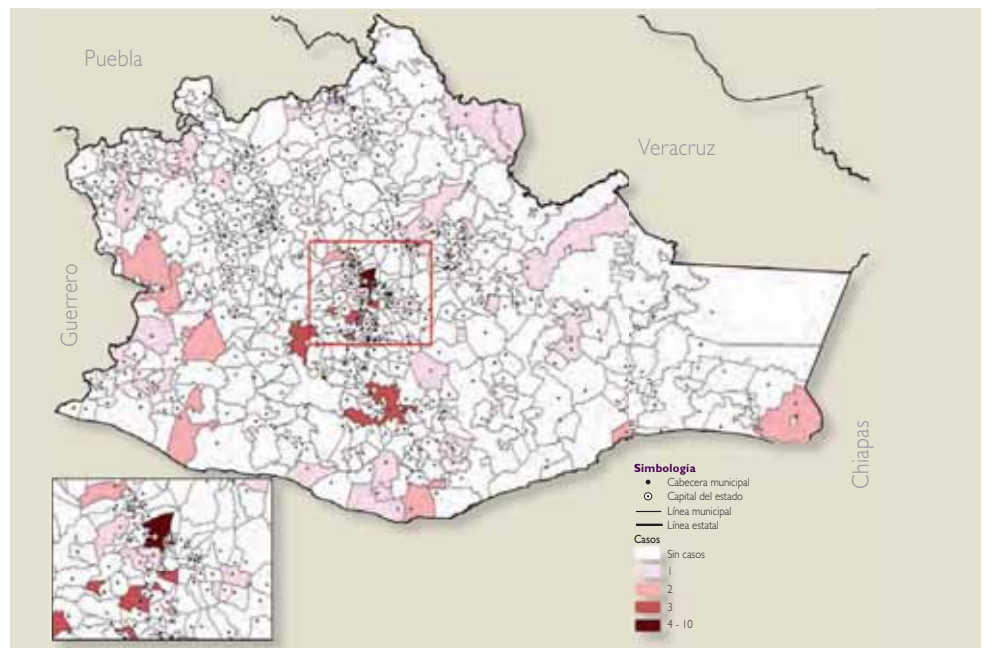 Puebla
Veracruz
Guerrero
Chiapas
Simbología
Cabecera municipal
Capital del estado
Línea municipal
Línea estatal
Casos
Sin casos
1
2
3
4 - 10